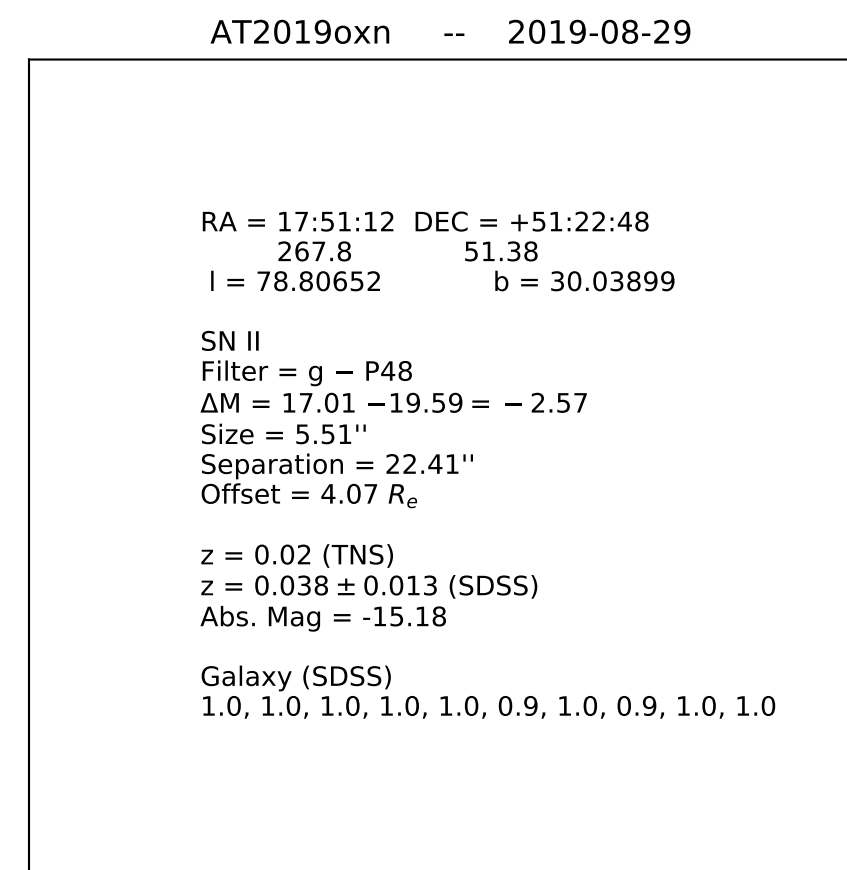 AT2019oxn -- 2019-08-29
RA = 17:51:12 DEC = +51:22:48
267.8 51.38
l = 78.80652 b = 30.03899
SN II
Filter = g − P48
ΔM = 17.01 −19.59 = − 2.57
Size = 5.51''
Separation = 22.41''
Offset = 4.07 Rₑ
z = 0.02 (TNS)
z = 0.038 ± 0.013 (SDSS)
Abs. Mag = -15.18
Galaxy (SDSS)
1.0, 1.0, 1.0, 1.0, 1.0, 0.9, 1.0, 0.9, 1.0, 1.0